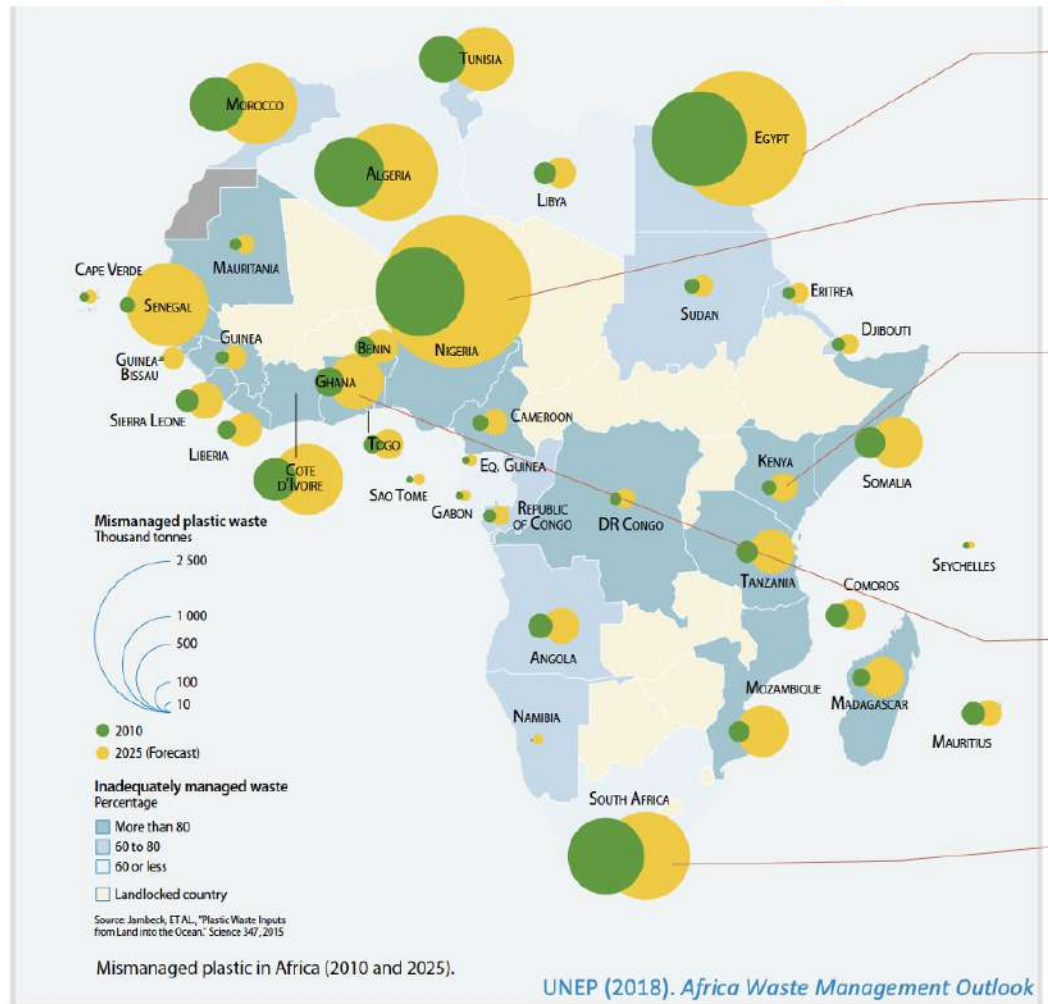 TUNISIA
MOROCCO
EGYPT
ALGERIA
LIBYA
MAURITANIA
CAPE VERDE
SENEGAL
NIGERIA
SUDAN
ERITREA
DJIBOUTI
GUINEA
BENIN
GUINEA-
BISSAU
GHANA
SIERRA LEONE
CAMEROON
LIBERIA
TOGO
KENYA
SOMALIA
COTE
D'IVOIRE
EQ. GUINEA
SAO TOME
GABON
REPUBLIC
OF CONGO
DR CONGO
SEYCHELLES
TANZANIA
COMOROS
ANGOLA
MOZAMBIQUE
MADAGASCAR
NAMIBIA
MAURITIUS
SOUTH AFRICA
Mismanaged plastic waste
Thousand tonnes
2 500
1 000
500
100
10
2010
2025 (Forecast)
Inadequately managed waste
Percentage
More than 80
60 to 80
60 or less
Landlocked country
Source: Jambeck, ET AL., "Plastic Waste Inputs
from Land into the Ocean." Science 347, 2015
Mismanaged plastic in Africa (2010 and 2025).
UNEP (2018). Africa Waste Management Outlook